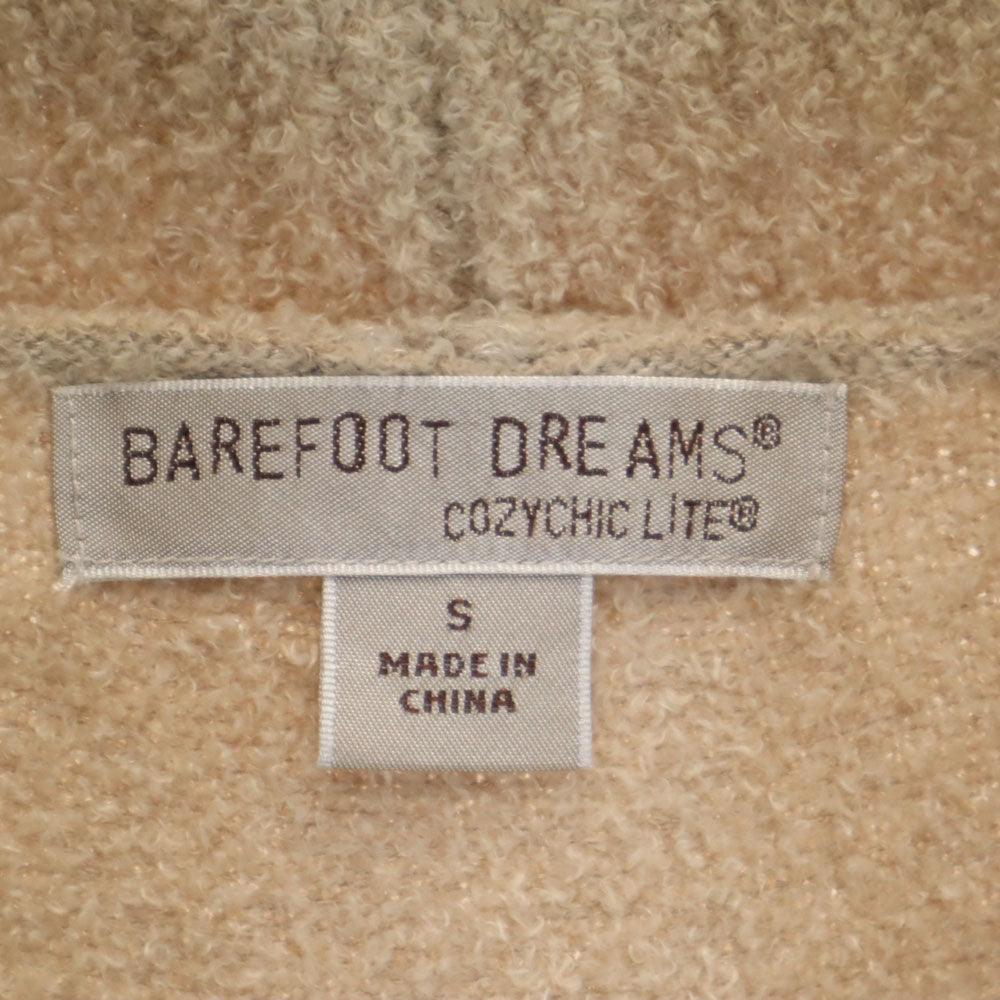 BAREFOOT DREAMS®
COZYCHIC LITE®
S
MADE IN
CHINA